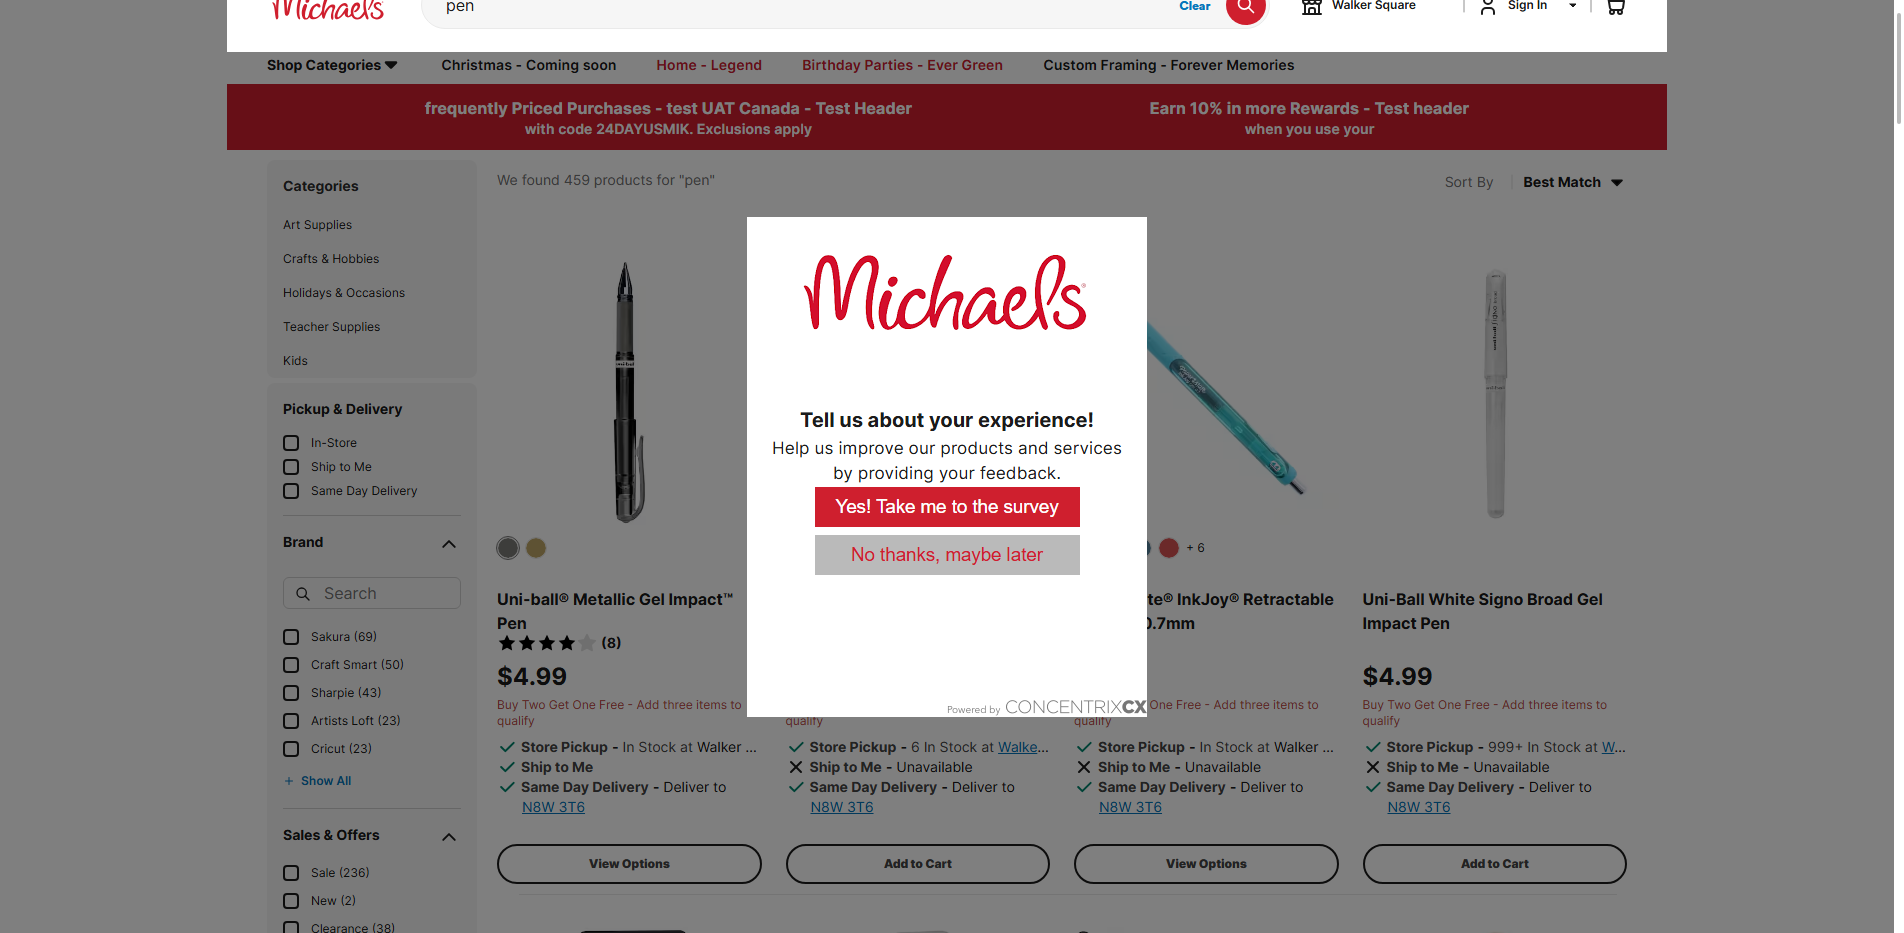 Michaels
pen
Clear
Walker Square
Sign In
Shop Categories
Christmas - Coming soon
Home - Legend
Birthday Parties - Ever Green
Custom Framing - Forever Memories
frequently Priced Purchases - test UAT Canada - Test Header
with code 24DAYUSMIK. Exclusions apply
Earn 10% in more Rewards - Test header
when you use your
Categories
Art Supplies
Crafts & Hobbies
Holidays & Occasions
Teacher Supplies
Kids
Pickup & Delivery
In-Store
Ship to Me
Same Day Delivery
Brand
Search
Sakura (69)
Craft Smart (50)
Sharpie (43)
Artists Loft (23)
Cricut (23)
+ Show All
Sales & Offers
Sale (236)
New (2)
Clearance (38)
We found 459 products for "pen"
Sort By
Best Match
Michaels
Tell us about your experience!
Help us improve our products and services
by providing your feedback.
Yes! Take me to the survey
No thanks, maybe later
Powered by CONCENTRIXCX
Uni-ball® Metallic Gel Impact™
Pen
(8)
$4.99
Buy Two Get One Free - Add three items to
qualify
Store Pickup - In Stock at Walker ...
Ship to Me
Same Day Delivery - Deliver to
N8W 3T6
View Options
qualify
Store Pickup - 6 In Stock at Walke...
Ship to Me - Unavailable
Same Day Delivery - Deliver to
N8W 3T6
Add to Cart
+ 6
te® InkJoy® Retractable
0.7mm
One Free - Add three items to
qualify
Store Pickup - In Stock at Walker ...
Ship to Me - Unavailable
Same Day Delivery - Deliver to
N8W 3T6
View Options
Uni-Ball White Signo Broad Gel
Impact Pen
$4.99
Buy Two Get One Free - Add three items to
qualify
Store Pickup - 999+ In Stock at W...
Ship to Me - Unavailable
Same Day Delivery - Deliver to
N8W 3T6
Add to Cart